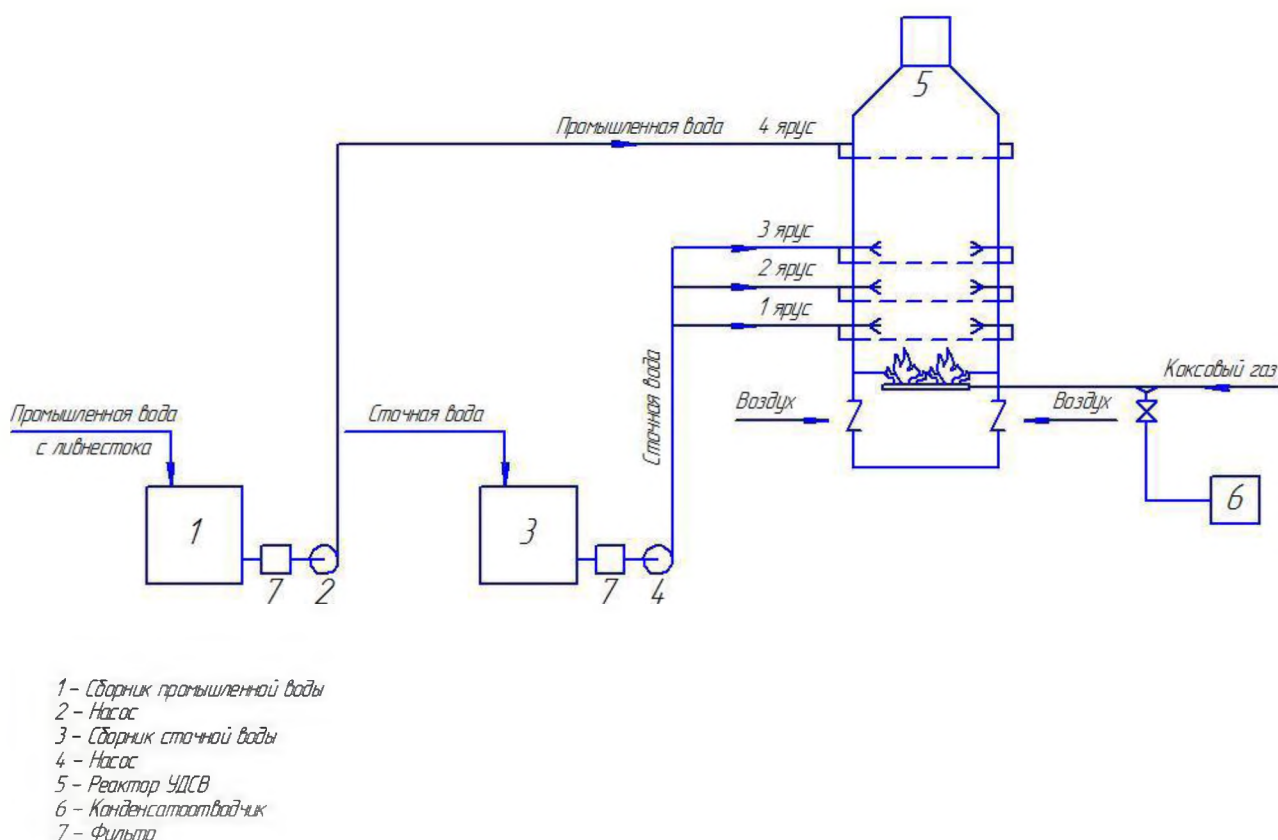 5
Промышленная вода
4 ярус
3 ярус
2 ярус
1 ярус
Сточная вода
Коксовый газ
Воздух
Воздух
Промышленная вода
с ливнестока
Сточная вода
1
3
6
7
2
7
4
1 - Сборник промышленной воды
2 - Насос
3 - Сборник сточной воды
4 - Насос
5 - Реактор УДСВ
6 - Конденсатоотводчик
7 - Фильтр